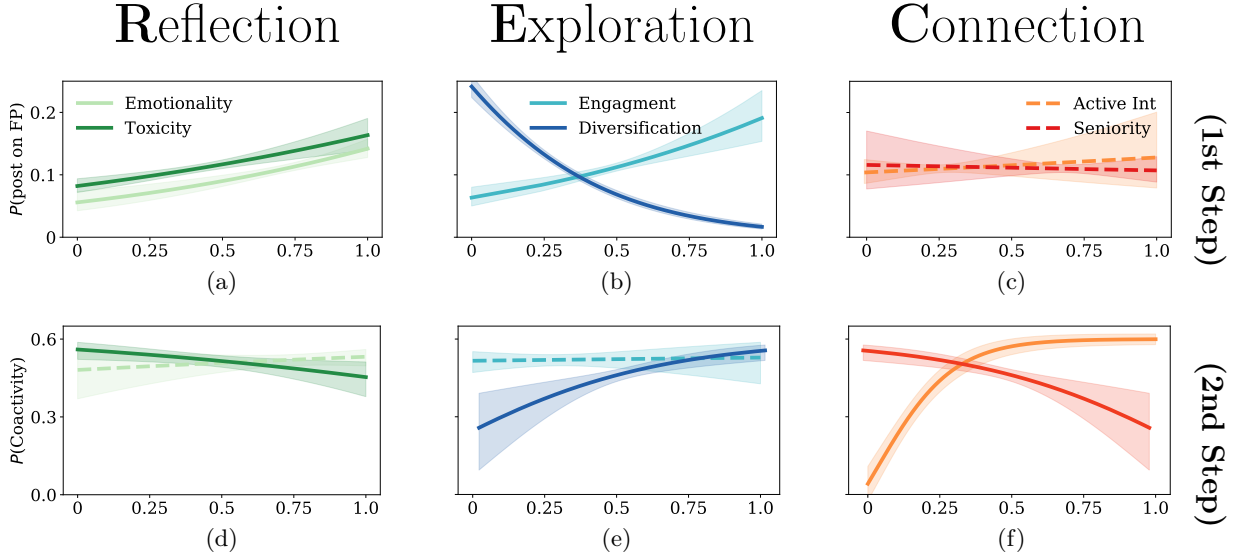 Reflection
Exploration
Connection
P(post on FP)
0.2
0.1
0
Emotionality
Toxicity
0 0.25 0.5 0.75 1.0
(a)
Engagment
Diversification
0 0.25 0.5 0.75 1.0
(b)
Active Int
Seniority
0 0.25 0.5 0.75 1.0
(c)
(1st Step)
P(Coactivity)
0.6
0.3
0.0
0 0.25 0.5 0.75 1.0
(d)
0 0.25 0.5 0.75 1.0
(e)
0 0.25 0.5 0.75 1.0
(f)
(2nd Step)